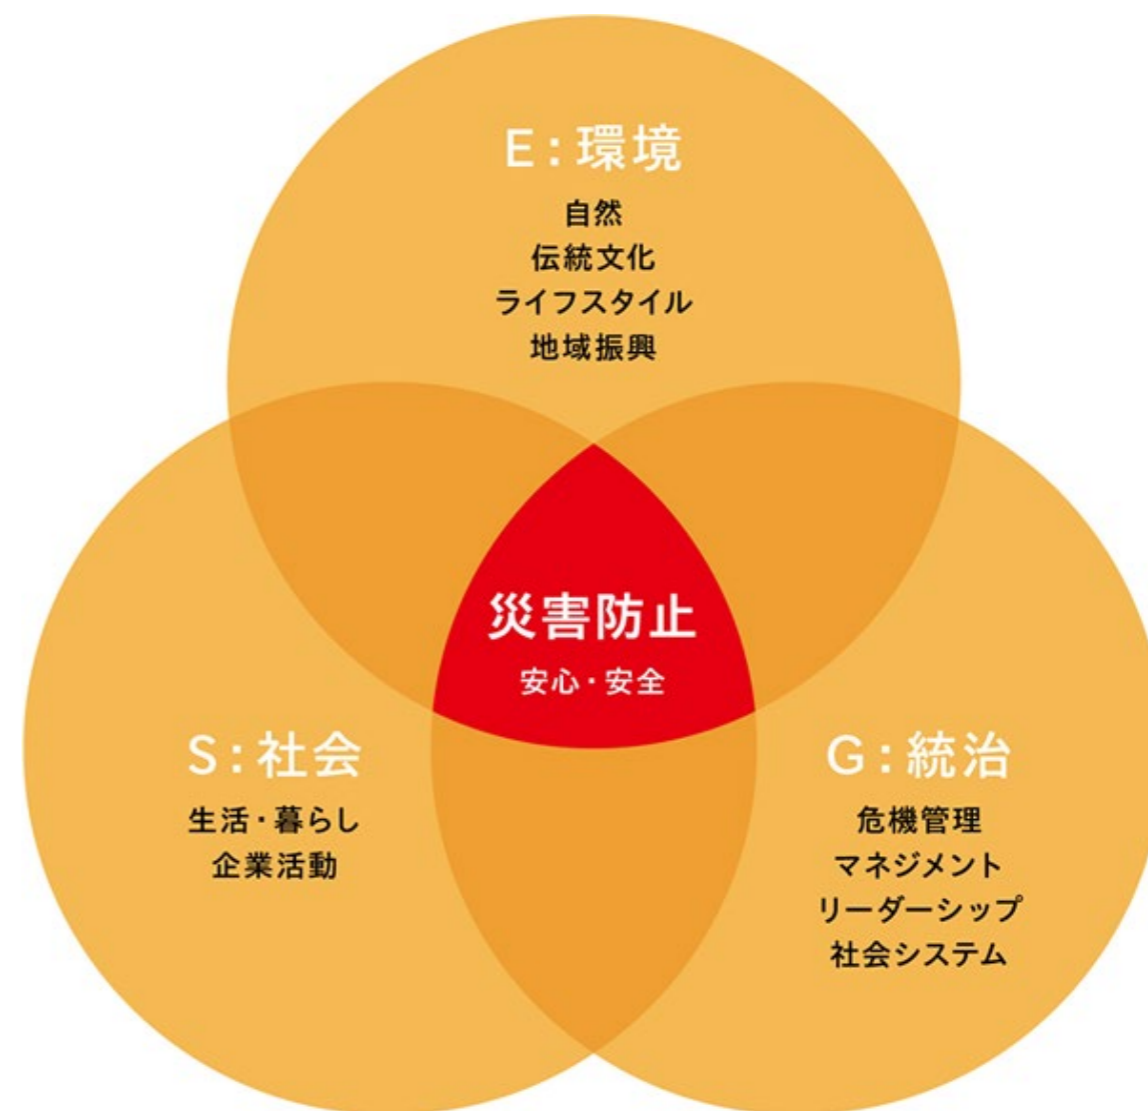 E:環境
自然
伝統文化
ライフスタイル
地域振興
災害防止
安心・安全
S:社会
生活・暮らし
企業活動
G:統治
危機管理
マネジメント
リーダーシップ
社会システム